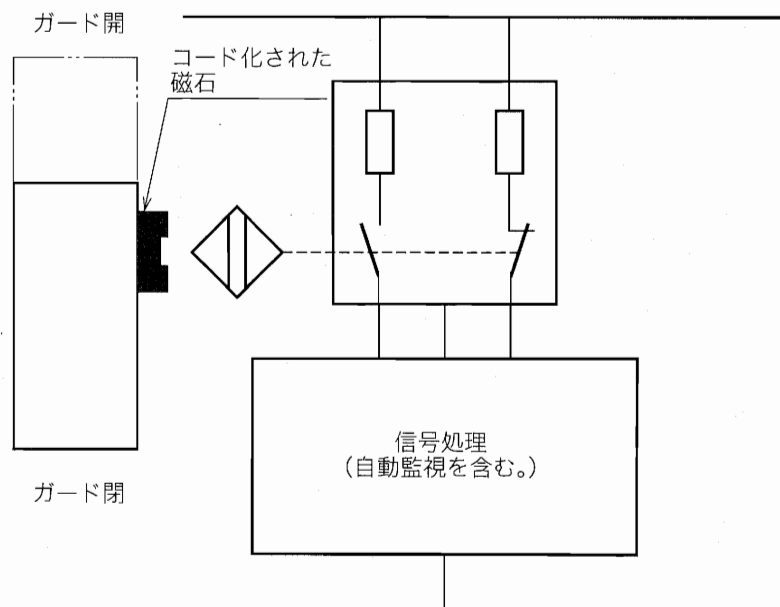 ガード開
コード化された
磁石
信号処理
(自動監視を含む。)
ガード閉